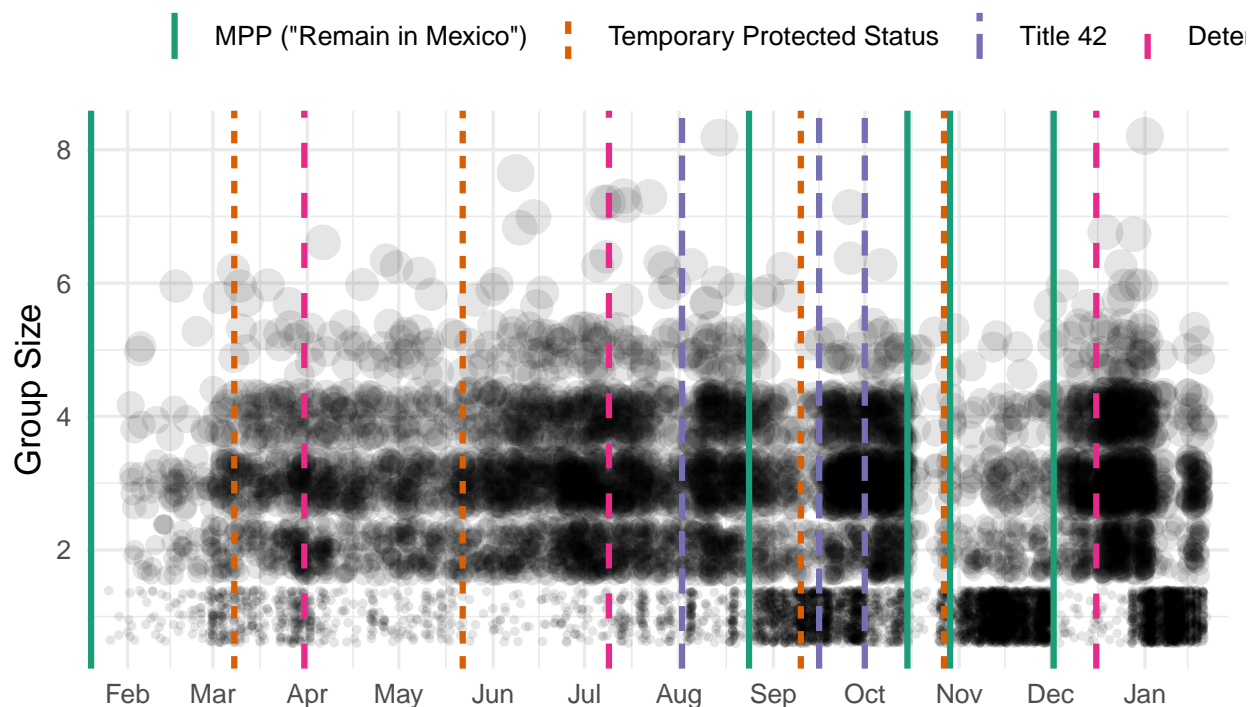 MPP ("Remain in Mexico") Temporary Protected Status Title 42 Deter
8
6
4
2
Group Size
Feb Mar Apr May Jun Jul Aug Sep Oct Nov Dec Jan